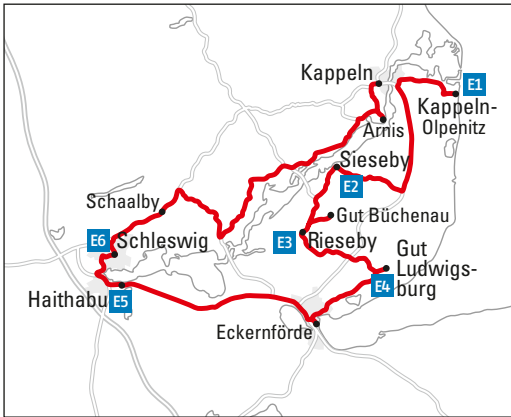 Kappeln
E1
Kappeln-
Olpenitz
Arnis
Sieseby
E2
Schaalby
Gut Büchenau
E6
Schleswig
E3
Rieseby
Gut
Ludwigs-
burg
E4
Haithabu
E5
Eckernförde